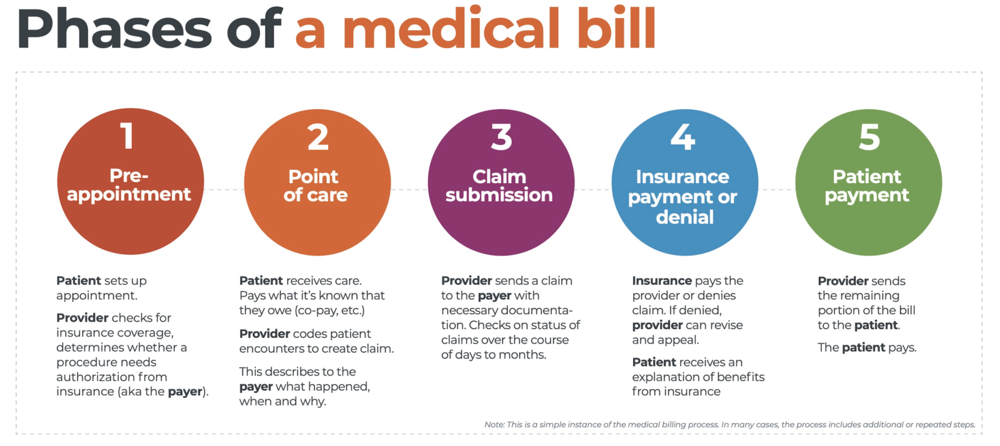 Phases of a medical bill
1
Pre-
appointment
Patient sets up
appointment.
Provider checks for
insurance coverage,
determines whether a
procedure needs
authorization from
insurance (aka the payer).
2
Point
of care
Patient receives care.
Pays what it’s known that
they owe (co-pay, etc.)
Provider codes patient
encounters to create claim.
This describes to the
payer what happened,
when and why.
3
Claim
submission
Provider sends a claim
to the payer with
necessary documenta-
tion. Checks on status of
claims over the course
of days to months.
4
Insurance
payment or
denial
Insurance pays the
provider or denies
claim. If denied,
provider can revise
and appeal.
Patient receives an
explanation of benefits
from insurance
5
Patient
payment
Provider sends
the remaining
portion of the bill
to the patient.
The patient pays.
Note: This is a simple instance of the medical billing process. In many cases, the process includes additional or repeated steps.